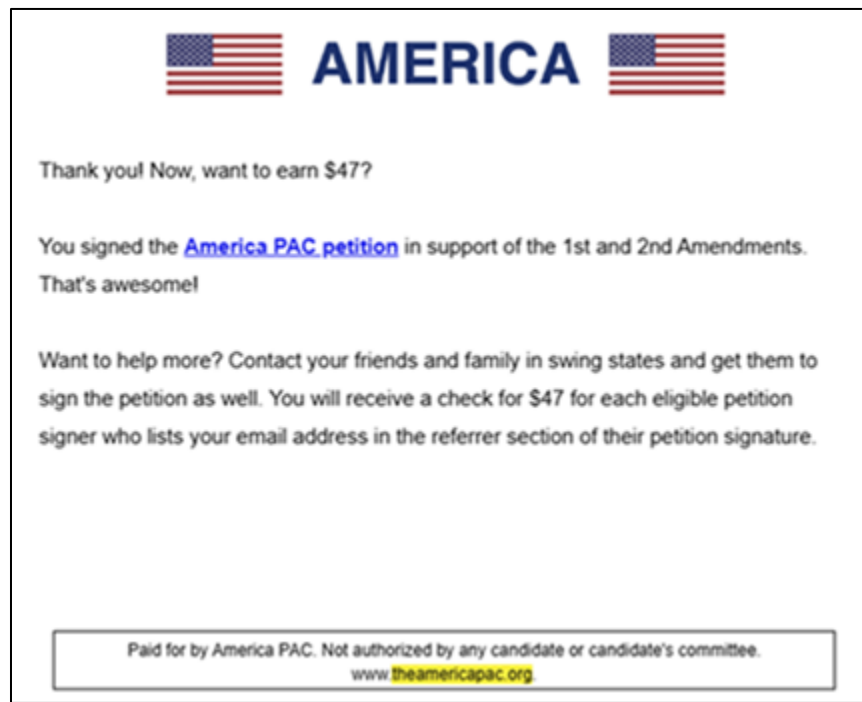 AMERICA
Thank you! Now, want to earn $47?
You signed the America PAC petition in support of the 1st and 2nd Amendments.
That's awesome!
Want to help more? Contact your friends and family in swing states and get them to
sign the petition as well. You will receive a check for $47 for each eligible petition
signer who lists your email address in the referrer section of their petition signature.
Paid for by America PAC. Not authorized by any candidate or candidate's committee.
www.theamericapac.org.